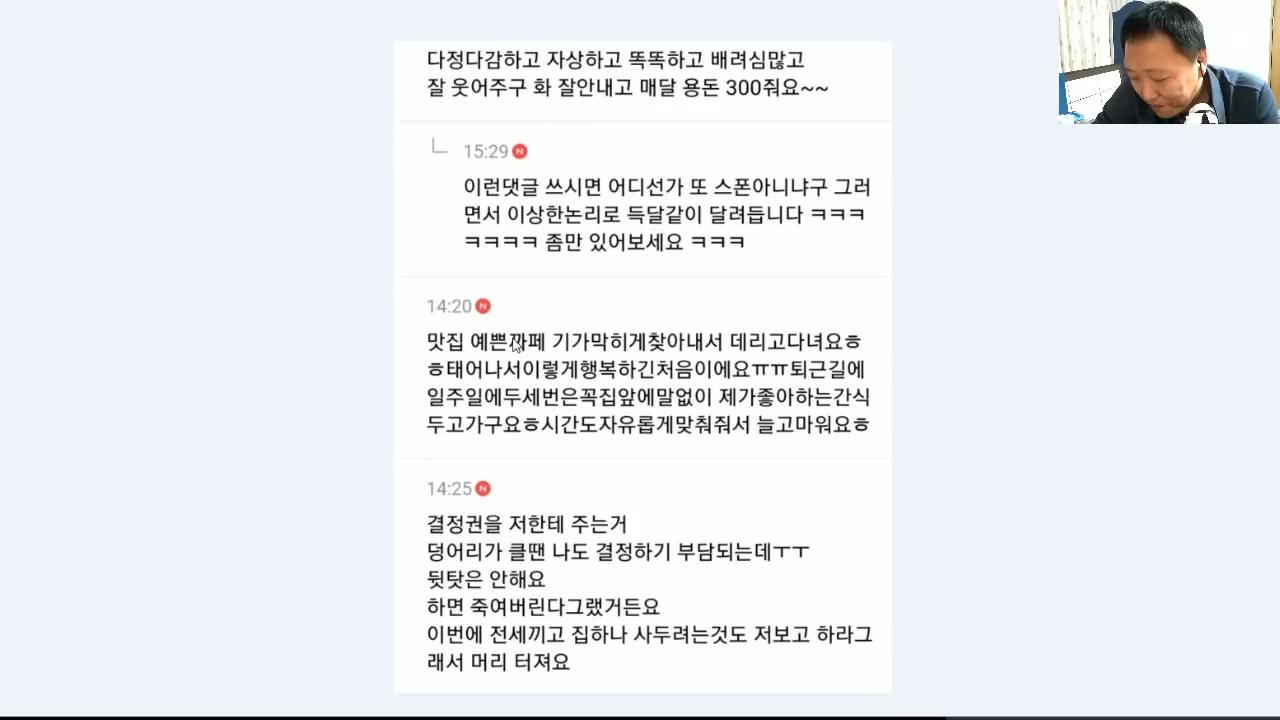 다정다감하고 자상하고 똑똑하고 배려심많고
잘 웃어주구 화 잘안내고 매달 용돈 300줘요~~
15:29 N
이런댓글 쓰시면 어디선가 또 스폰아니냐구 그러
면서 이상한논리로 득달같이 달려듭니다 ㅋㅋㅋ
ㅋㅋㅋㅋ 좀만 있어보세요 ㅋㅋㅋ
14:20 N
맛집 예쁜까페 기가막히게찾아내서 데리고다녀요ㅎ
ㅎ태어나서이렇게행복하긴처음이에요ㅠㅠ퇴근길에
일주일에두세번은꼭집앞에말없이 제가좋아하는간식
두고가구요ㅎ시간도자유롭게맞춰줘서 늘고마워요ㅎ
14:25 N
결정권을 저한테 주는거
덩어리가 클땐 나도 결정하기 부담되는데ㅜㅜ
뒷탓은 안해요
하면 죽여버린다그랬거든요
이번에 전세끼고 집하나 사두려는것도 저보고 하라그
래서 머리 터져요